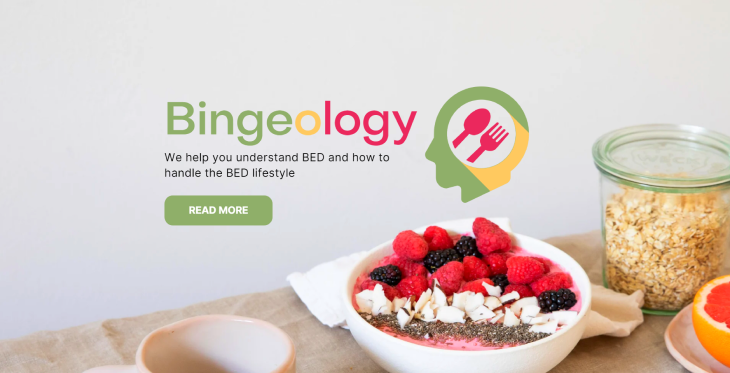 Bingeology
We help you understand BED and how to
handle the BED lifestyle
READ MORE